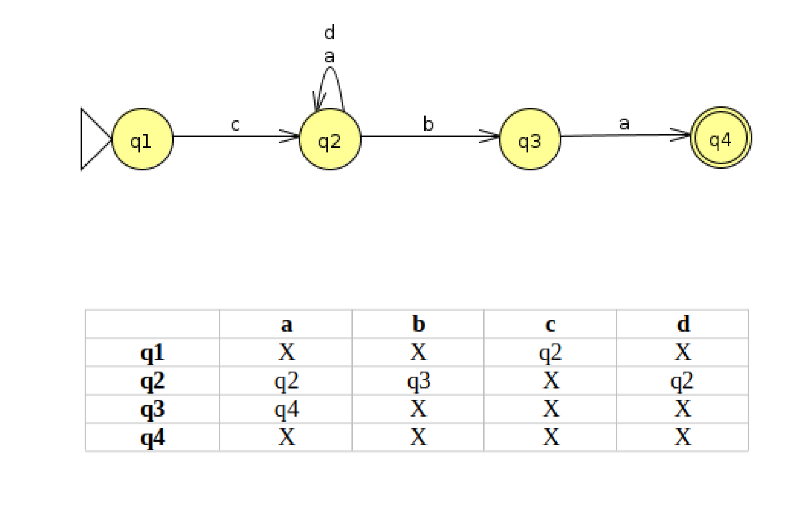 d
a
c
b
a
q1
q2
q3
q4
a b c d
q1 X X q2 X
q2 q2 q3 X q2
q3 q4 X X X
q4 X X X X